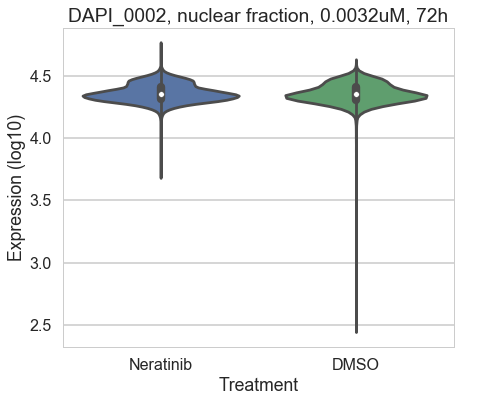 DAPI_0002, nuclear fraction, 0.0032uM, 72h
Expression (log10)
4.5
4.0
3.5
3.0
2.5
Neratinib DMSO
Treatment